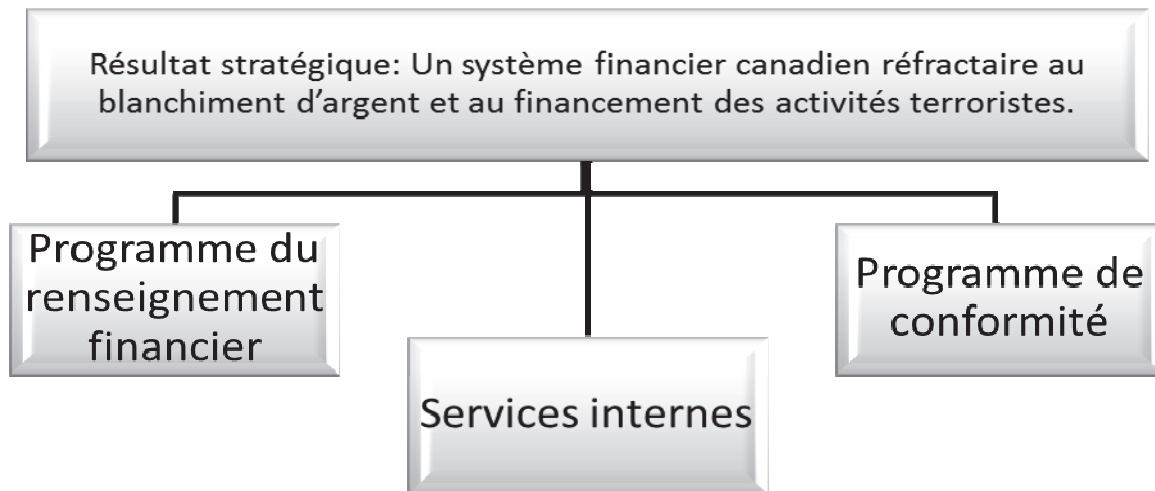 Résultat stratégique: Un système financier canadien réfractaire au
blanchiment d’argent et au financement des activités terroristes.
Programme du
renseignement
financier
Programme de
conformité
Services internes